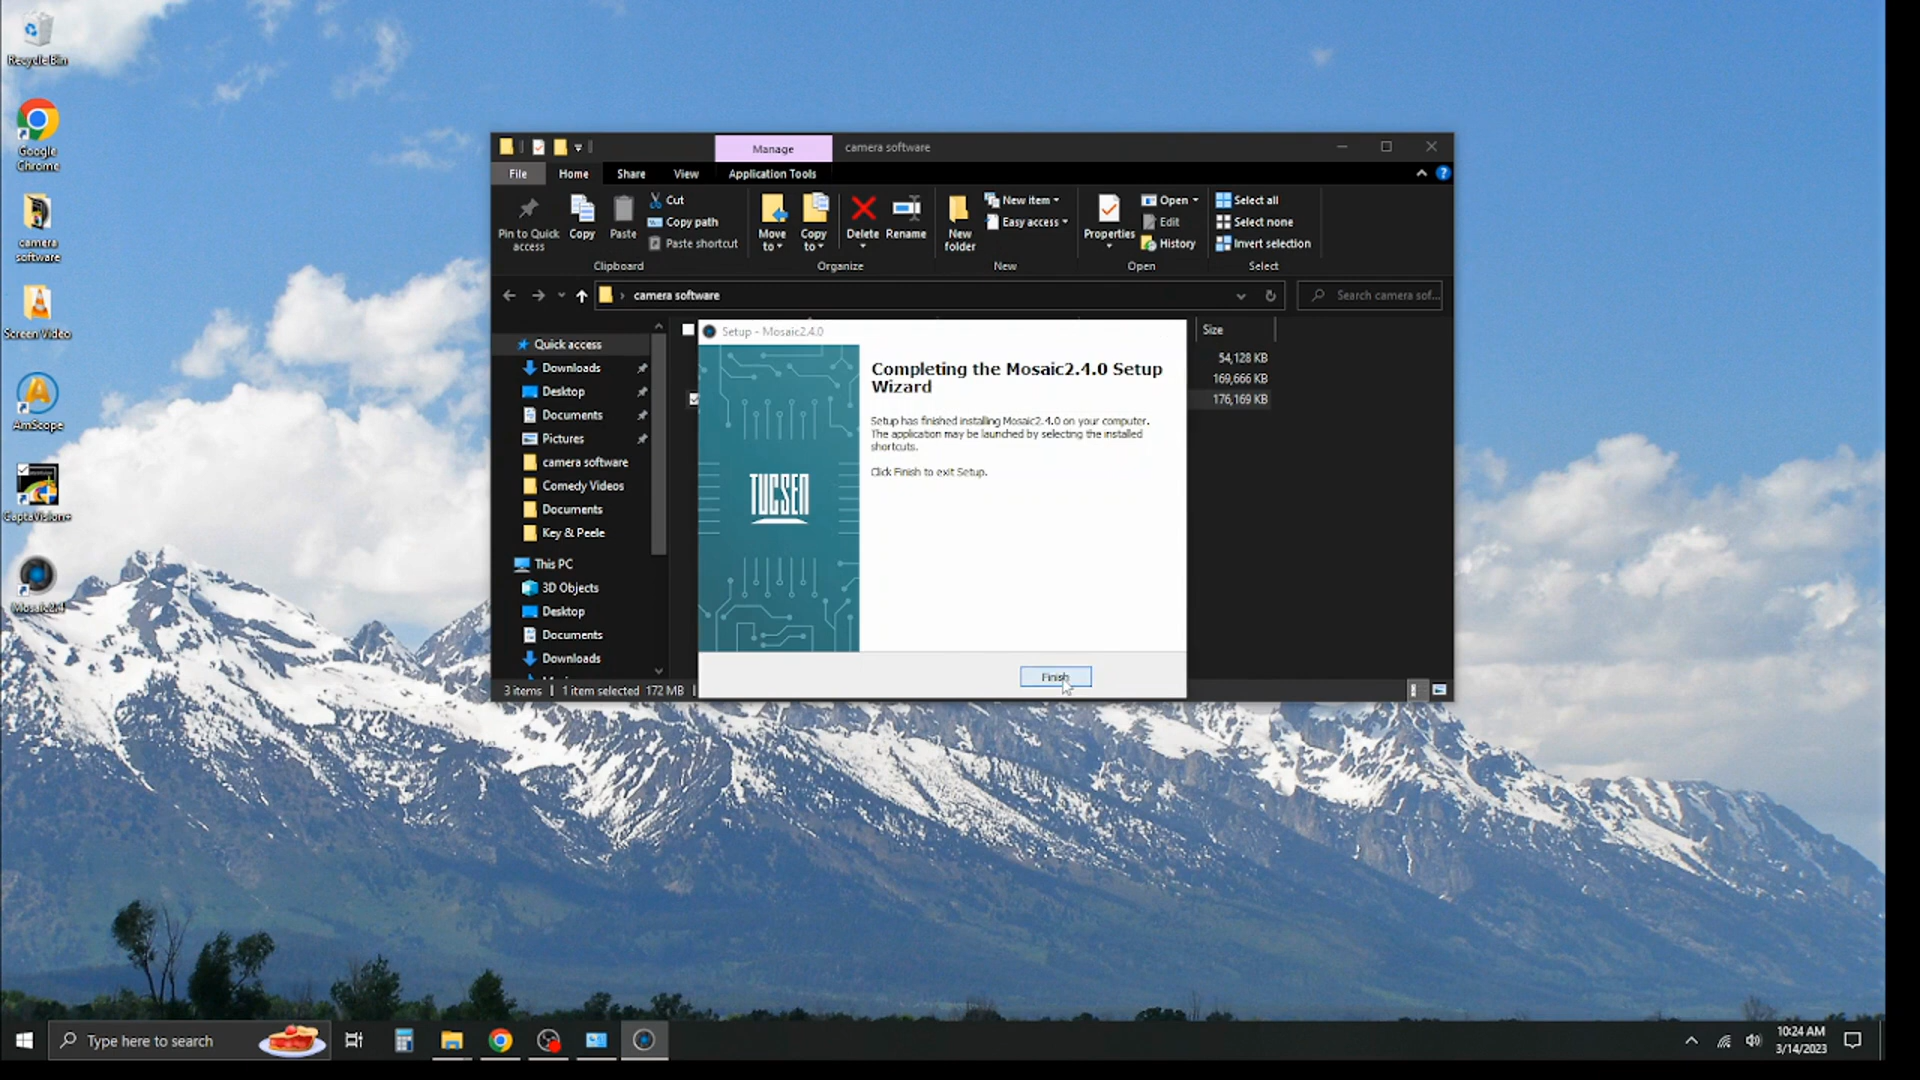 Recycle Bin
Google
Chrome
camera
software
Screen Video
AmScope
CaptaVision+
Mosaic2.4
Manage
camera software
File
Home
Share
View
Application Tools
Pin to Quick
access
Copy
Paste
Cut
Copy path
Paste shortcut
Clipboard
Move
to
Copy
to
Delete
Rename
Organize
New
folder
New item
Easy access
New
Properties
Open
Edit
History
Open
Select all
Select none
Invert selection
Select
camera software
Search camera sof...
Quick access
Downloads
Desktop
Documents
Pictures
camera software
Comedy Videos
Documents
Key & Peele
This PC
3D Objects
Desktop
Documents
Downloads
Size
54,128 KB
169,666 KB
176,169 KB
Setup - Mosaic2.4.0
TUCSEN
Completing the Mosaic2.4.0 Setup
Wizard
Setup has finished installing Mosaic2.4.0 on your computer.
The application may be launched by selecting the installed
shortcuts.
Click Finish to exit Setup.
Finish
3 items
1 item selected 172 MB
Type here to search
10:24 AM
3/14/2023